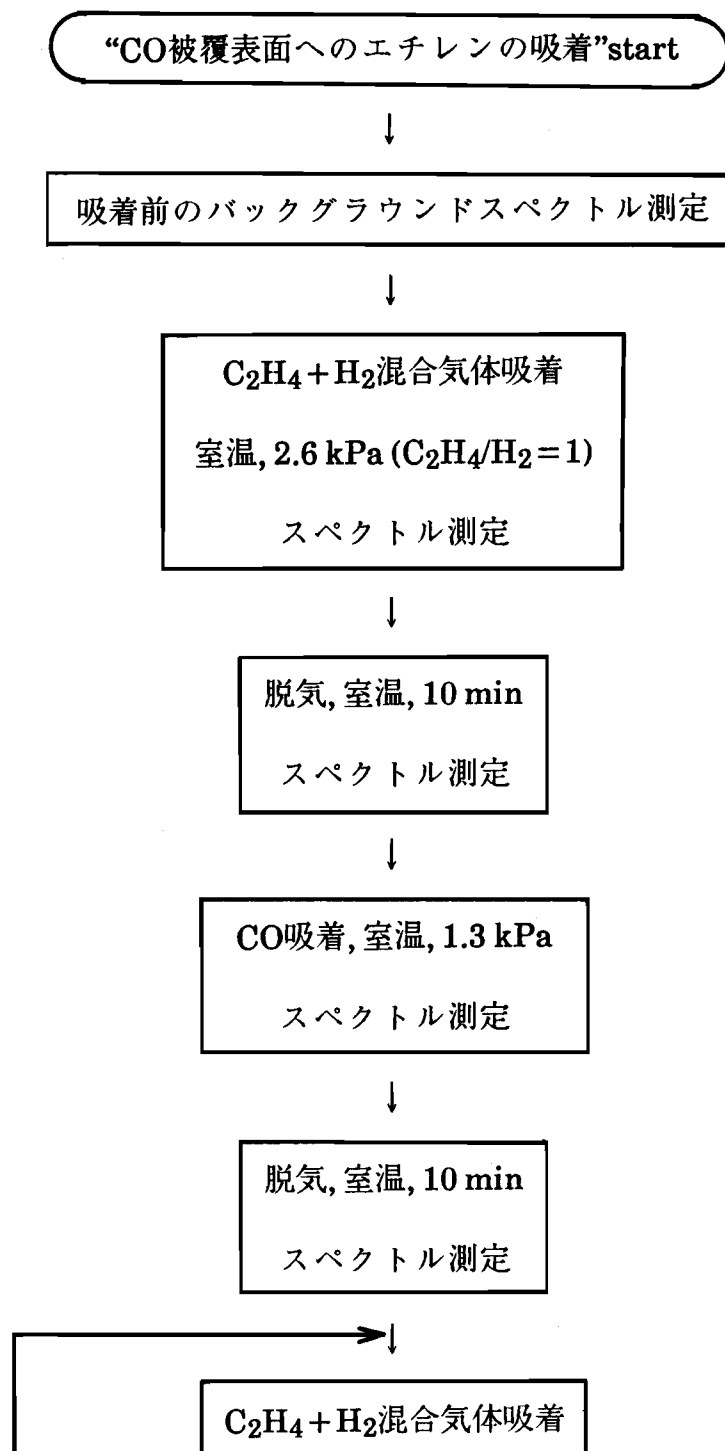 “CO被覆表面へのエチレンの吸着”start
↓
吸着前のバックグラウンドスペクトル測定
↓
C₂H₄+H₂混合気体吸着
室温, 2.6 kPa (C₂H₄/H₂=1)
スペクトル測定
↓
脱気, 室温, 10 min
スペクトル測定
↓
CO吸着, 室温, 1.3 kPa
スペクトル測定
↓
脱気, 室温, 10 min
スペクトル測定
↓
C₂H₄+H₂混合気体吸着